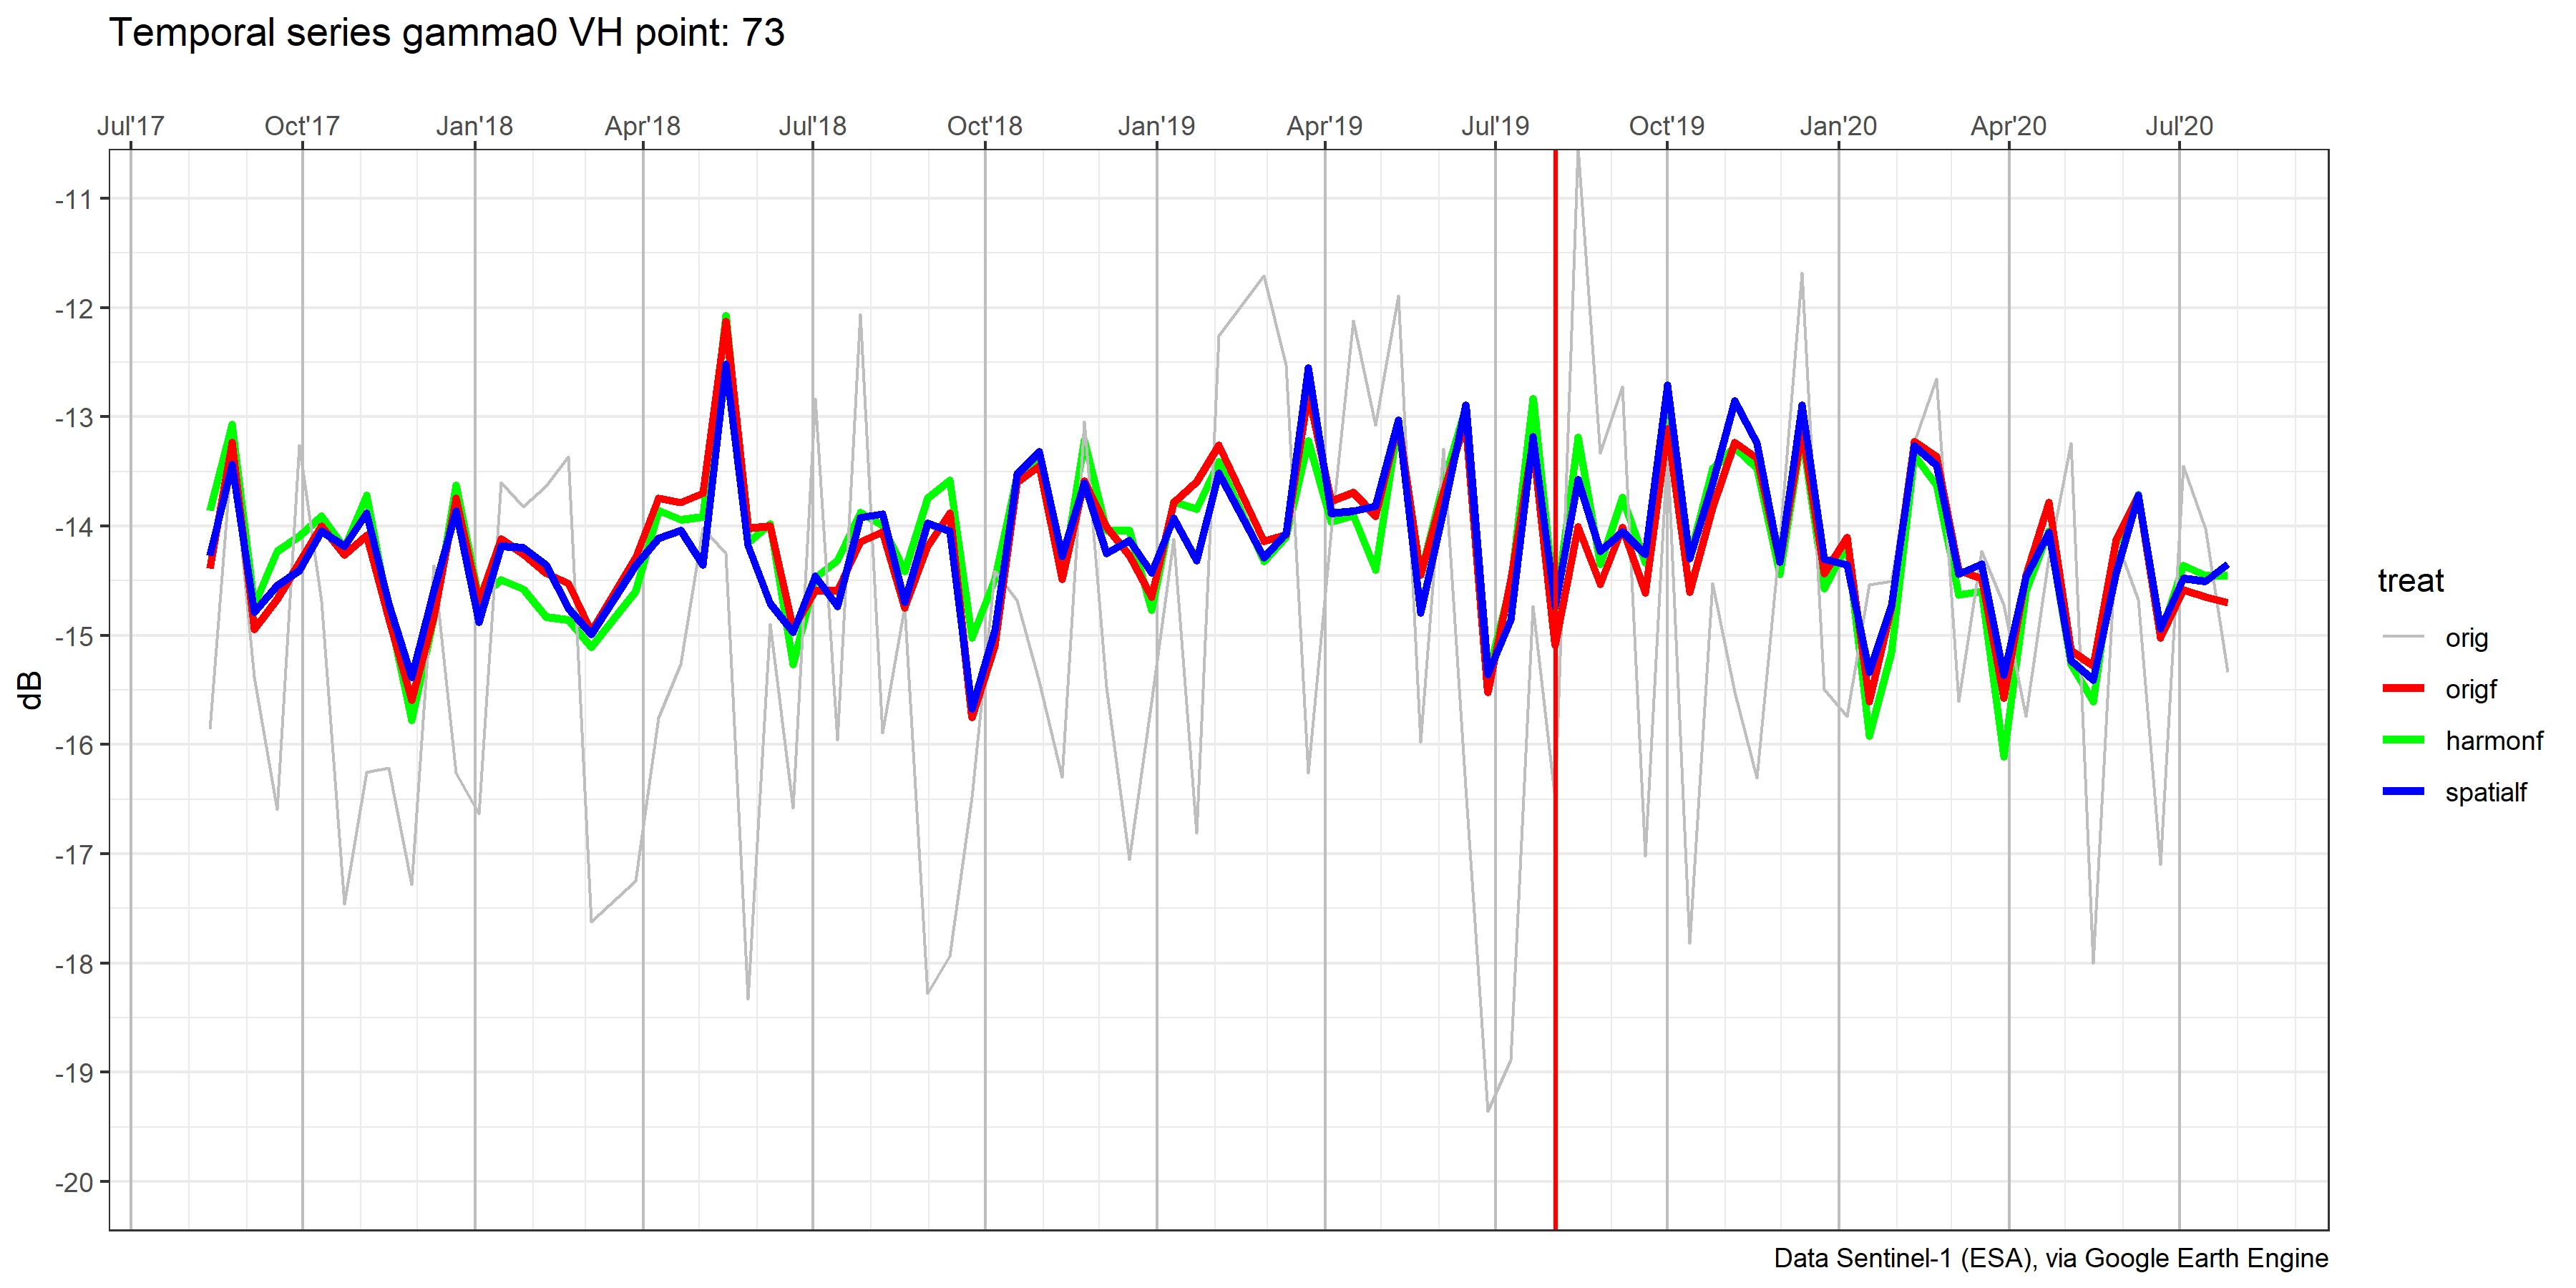 Temporal series gamma0 VH point: 73
Jul'17 Oct'17 Jan'18 Apr'18 Jul'18 Oct'18 Jan'19 Apr'19 Jul'19 Oct'19 Jan'20 Apr'20 Jul'20
-11
-12
-13
-14
-15
-16
-17
-18
-19
-20
dB
treat
orig
origf
harmonf
spatialf
Data Sentinel-1 (ESA), via Google Earth Engine